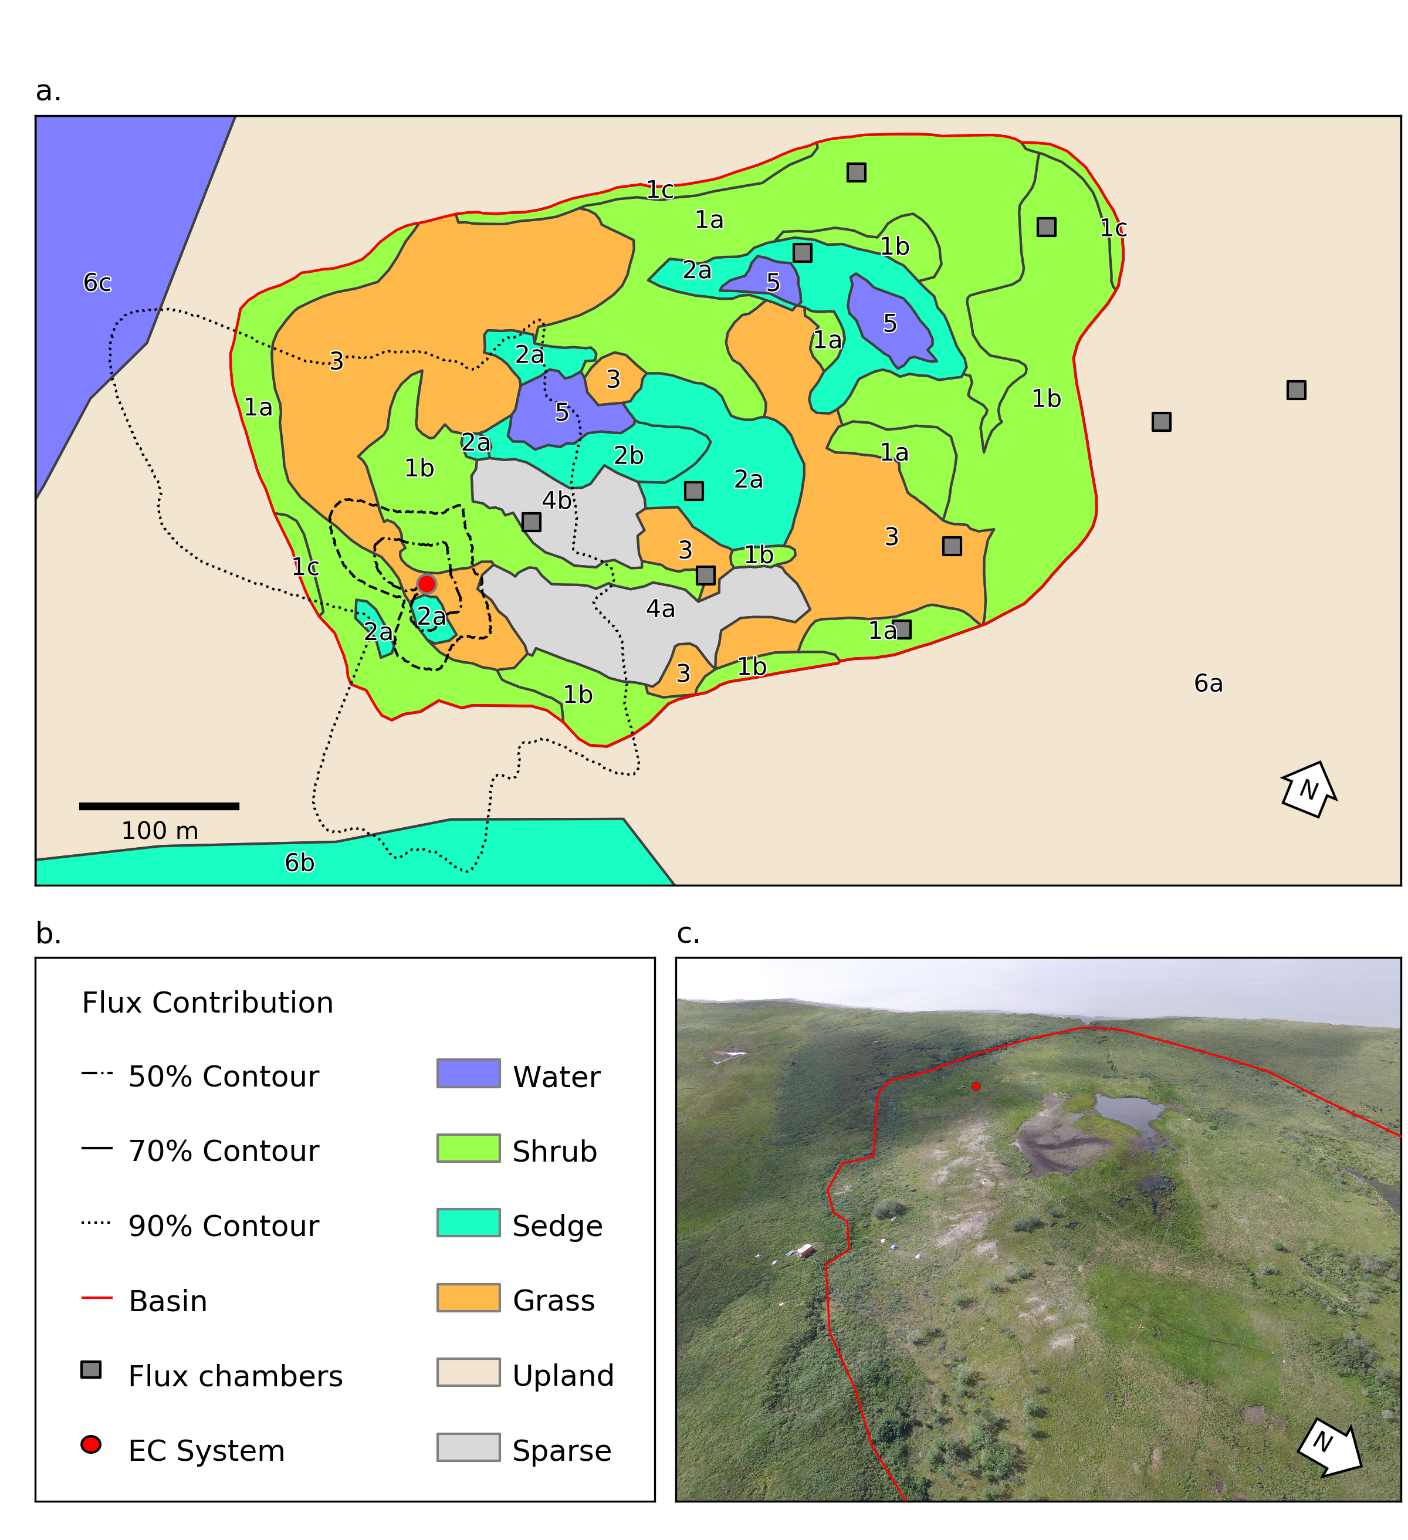 a.
1c
1a
1c
1b
2a
6c
5
5
1a
2a
3
3
1b
1a
5
2a
1a
2b
1b
2a
4b
3
3
1b
1c
4a
2a
1a
2a
1b
3
6a
1b
N
100 m
6b
b.
Flux Contribution
50% Contour
70% Contour
90% Contour
Basin
Flux chambers
EC System
Water
Shrub
Sedge
Grass
Upland
Sparse
c.
N